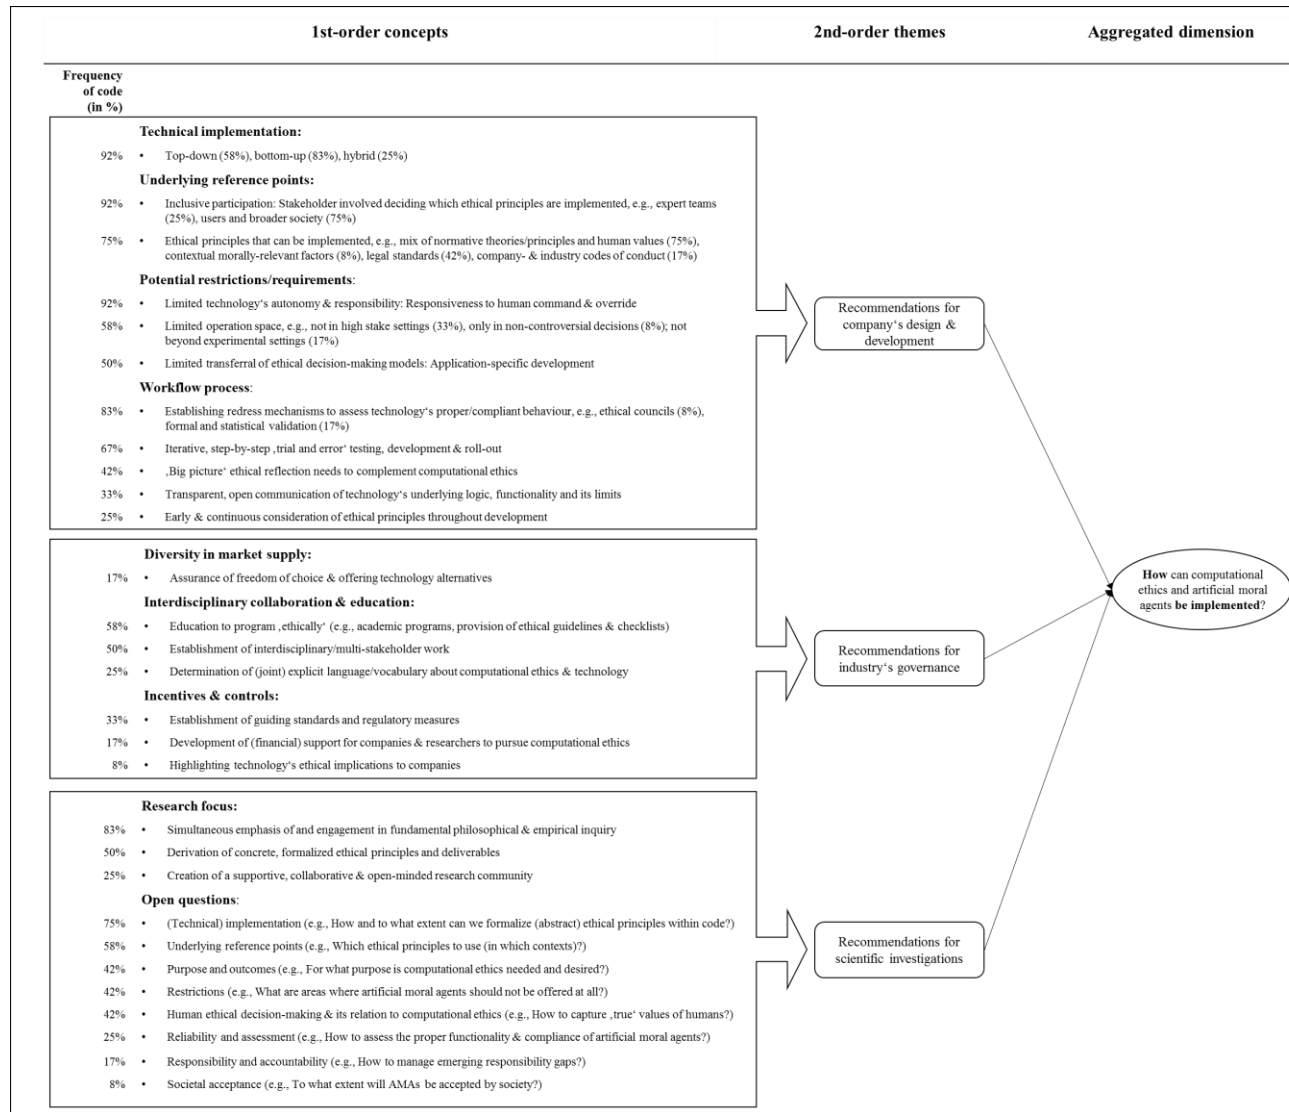 1st-order concepts
2nd-order themes
Aggregated dimension
Frequency
of code
(in %)
Technical implementation:
92% • Top-down (58%), bottom-up (83%), hybrid (25%)
Underlying reference points:
92% • Inclusive participation: Stakeholder involved deciding which ethical principles are implemented, e.g., expert teams
(25%), users and broader society (75%)
75% • Ethical principles that can be implemented, e.g., mix of normative theories/principles and human values (75%),
contextual morally-relevant factors (8%), legal standards (42%), company- & industry codes of conduct (17%)
Potential restrictions/requirements:
92% • Limited technology‘s autonomy & responsibility: Responsiveness to human command & override
58% • Limited operation space, e.g., not in high stake settings (33%), only in non-controversial decisions (8%); not
beyond experimental settings (17%)
50% • Limited transferral of ethical decision-making models: Application-specific development
Workflow process:
83% • Establishing redress mechanisms to assess technology‘s proper/compliant behaviour, e.g., ethical councils (8%),
formal and statistical validation (17%)
67% • Iterative, step-by-step ‚trial and error‘ testing, development & roll-out
42% • ‚Big picture‘ ethical reflection needs to complement computational ethics
33% • Transparent, open communication of technology‘s underlying logic, functionality and its limits
25% • Early & continuous consideration of ethical principles throughout development
Recommendations for
company‘s design &
development
Diversity in market supply:
17% • Assurance of freedom of choice & offering technology alternatives
Interdisciplinary collaboration & education:
58% • Education to program ‚ethically‘ (e.g., academic programs, provision of ethical guidelines & checklists)
50% • Establishment of interdisciplinary/multi-stakeholder work
25% • Determination of (joint) explicit language/vocabulary about computational ethics & technology
Incentives & controls:
33% • Establishment of guiding standards and regulatory measures
17% • Development of (financial) support for companies & researchers to pursue computational ethics
8% • Highlighting technology‘s ethical implications to companies
Recommendations for
industry‘s governance
How can computational
ethics and artificial moral
agents be implemented?
Research focus:
83% • Simultaneous emphasis of and engagement in fundamental philosophical & empirical inquiry
50% • Derivation of concrete, formalized ethical principles and deliverables
25% • Creation of a supportive, collaborative & open-minded research community
Open questions:
75% • (Technical) implementation (e.g., How and to what extent can we formalize (abstract) ethical principles within code?)
58% • Underlying reference points (e.g., Which ethical principles to use (in which contexts)?)
42% • Purpose and outcomes (e.g., For what purpose is computational ethics needed and desired?)
42% • Restrictions (e.g., What are areas where artificial moral agents should not be offered at all?)
42% • Human ethical decision-making & its relation to computational ethics (e.g., How to capture ‚true‘ values of humans?)
25% • Reliability and assessment (e.g., How to assess the proper functionality & compliance of artificial moral agents?)
17% • Responsibility and accountability (e.g., How to manage emerging responsibility gaps?)
8% • Societal acceptance (e.g., To what extent will AMAs be accepted by society?)
Recommendations for
scientific investigations